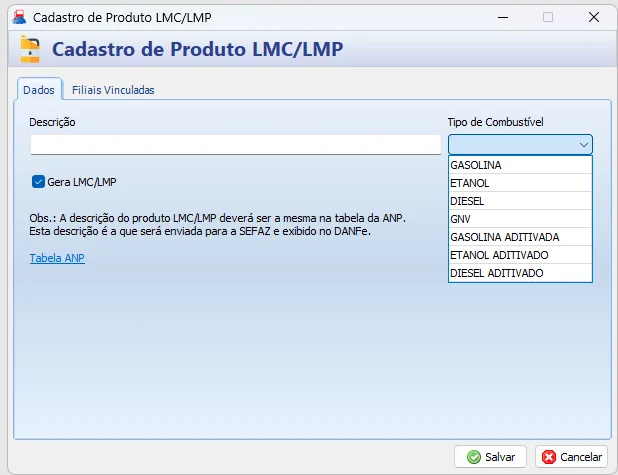 Cadastro de Produto LMC/LMP
Cadastro de Produto LMC/LMP
Dados
Filiais Vinculadas
Descrição
Tipo de Combustível
GASOLINA
ETANOL
DIESEL
GNV
GASOLINA ADITIVADA
ETANOL ADITIVADO
DIESEL ADITIVADO
Gera LMC/LMP
Obs.: A descrição do produto LMC/LMP deverá ser a mesma na tabela da ANP.
Esta descrição é a que será enviada para a SEFAZ e exibido no DANFe.
Tabela ANP
Salvar
Cancelar